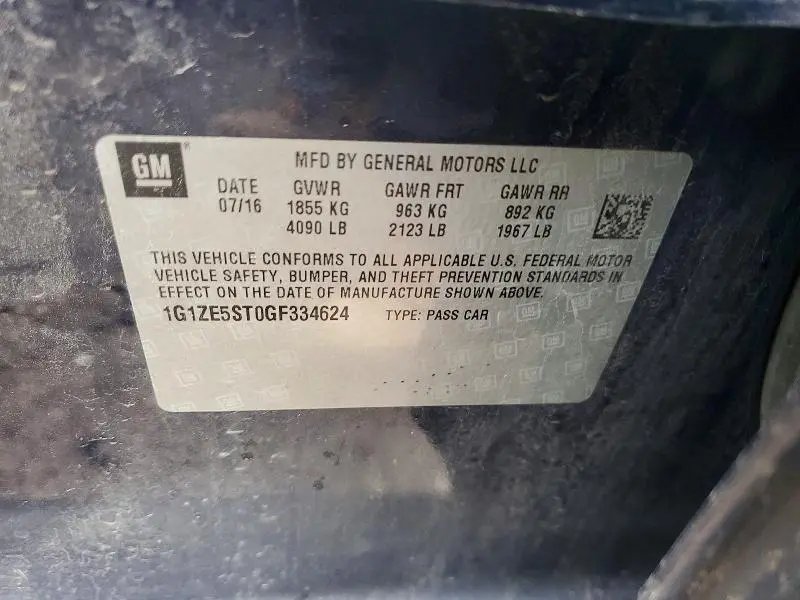 GM
MFD BY GENERAL MOTORS LLC
DATE GVWR GAWR FRT GAWR RR
07/16 1855 KG 963 KG 892 KG
4090 LB 2123 LB 1967 LB
THIS VEHICLE CONFORMS TO ALL APPLICABLE U.S. FEDERAL MOTOR
VEHICLE SAFETY, BUMPER, AND THEFT PREVENTION STANDARDS IN
EFFECT ON THE DATE OF MANUFACTURE SHOWN ABOVE.
1G1ZE5ST0GF334624 TYPE: PASS CAR